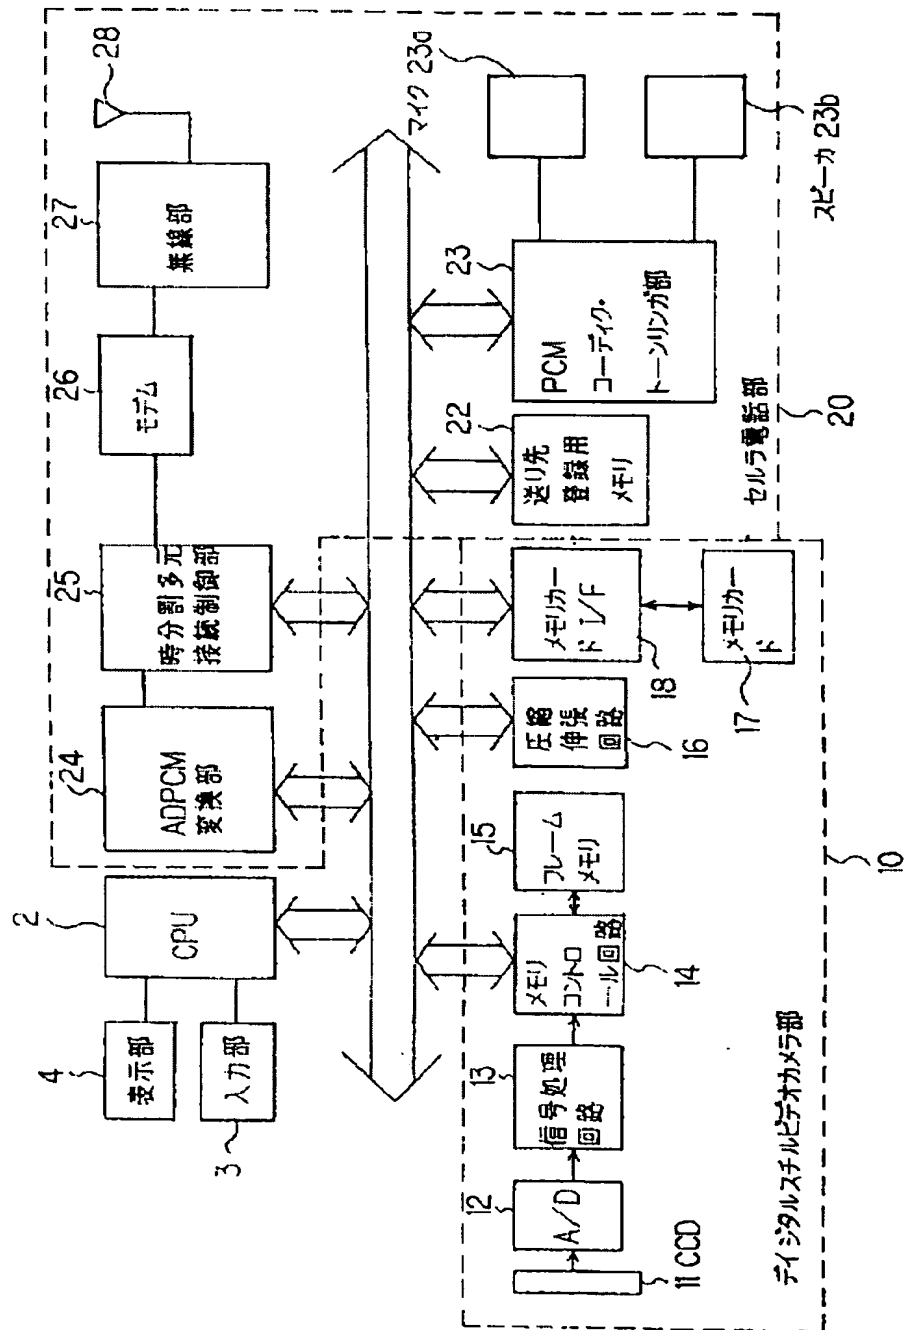 4
表示部
入力部
3
2
CPU
24
ADPCM
変換部
25
時分割多元
接続制御部
26
モデム
27
無線部
28
11 CCD
12
A/D
13
信号処理
回路
14
メモリ
コントロ
ール回路
15
フレーム
メモリ
16
圧縮
伸張
回路
18
メモリカー
ド I/F
17
メモリカー
ド
22
送り先
登録用
メモリ
23
PCM
コーディク・
トーンリンガ部
マイク 23a
スピーカ 23b
セルラ電話部
20
デイジタルスチルビデオカメラ部
10